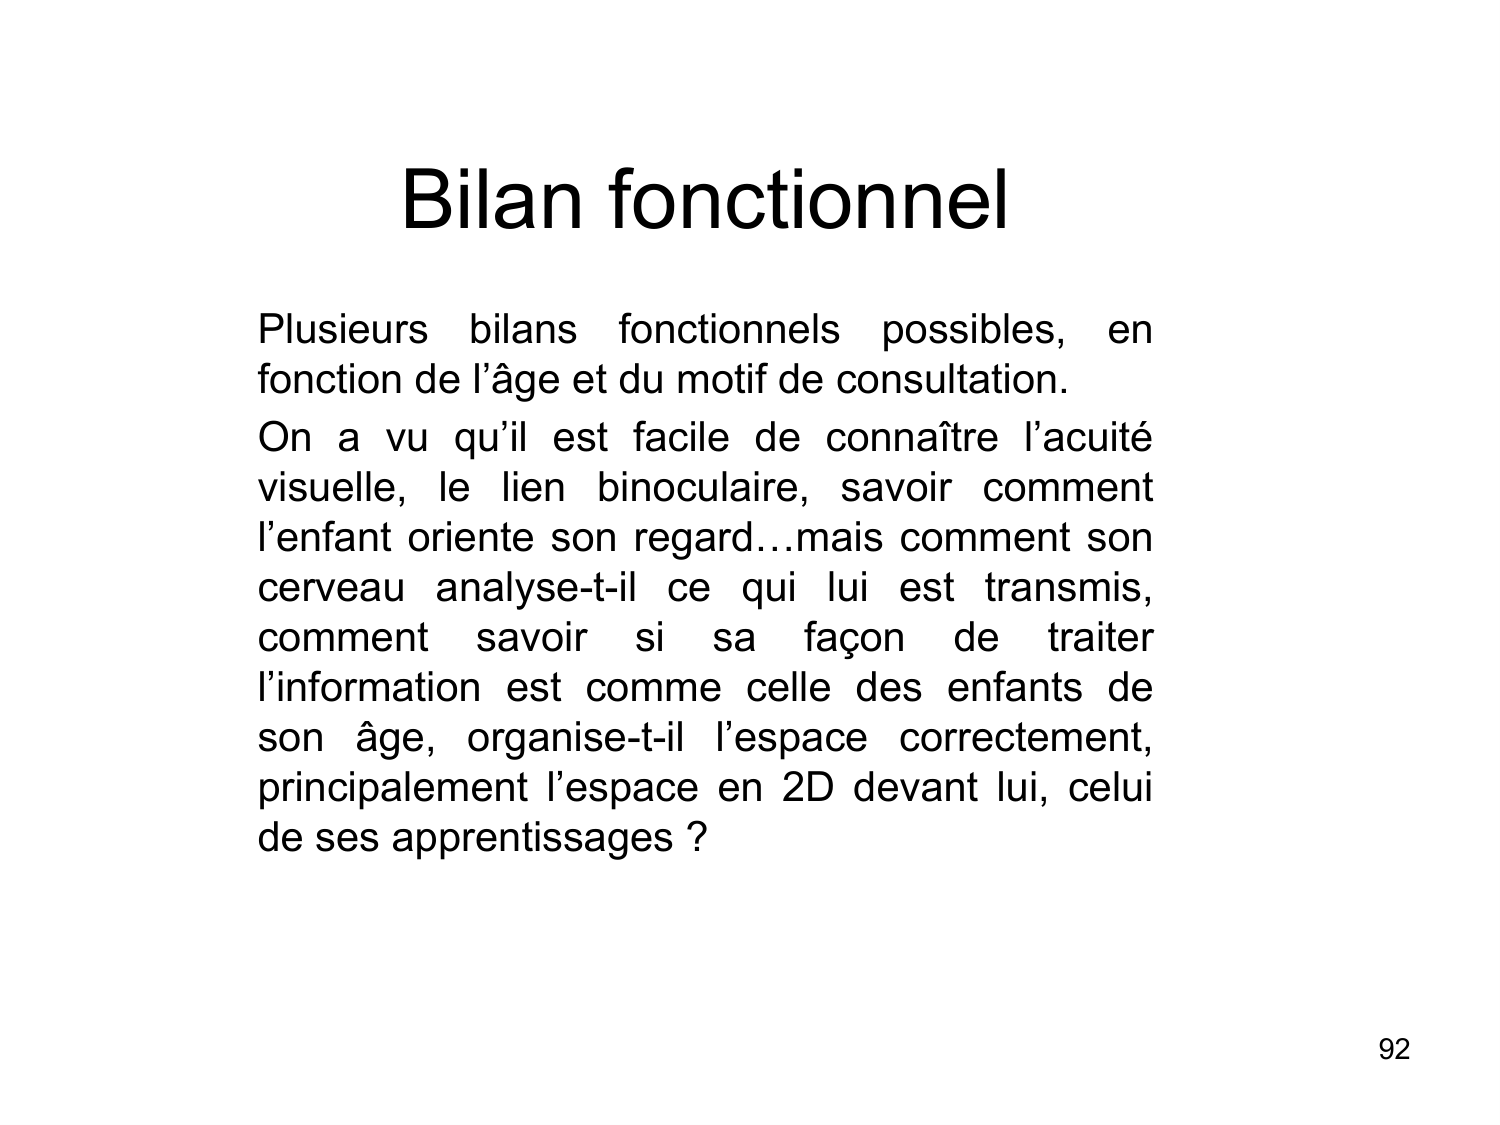 Bilan fonctionnel
Plusieurs bilans fonctionnels possibles, en
fonction de l’âge et du motif de consultation.
On a vu qu’il est facile de connaître l’acuité
visuelle, le lien binoculaire, savoir comment
l’enfant oriente son regard…mais comment son
cerveau analyse-t-il ce qui lui est transmis,
comment savoir si sa façon de traiter
l’information est comme celle des enfants de
son âge, organise-t-il l’espace correctement,
principalement l’espace en 2D devant lui, celui
de ses apprentissages ?
92